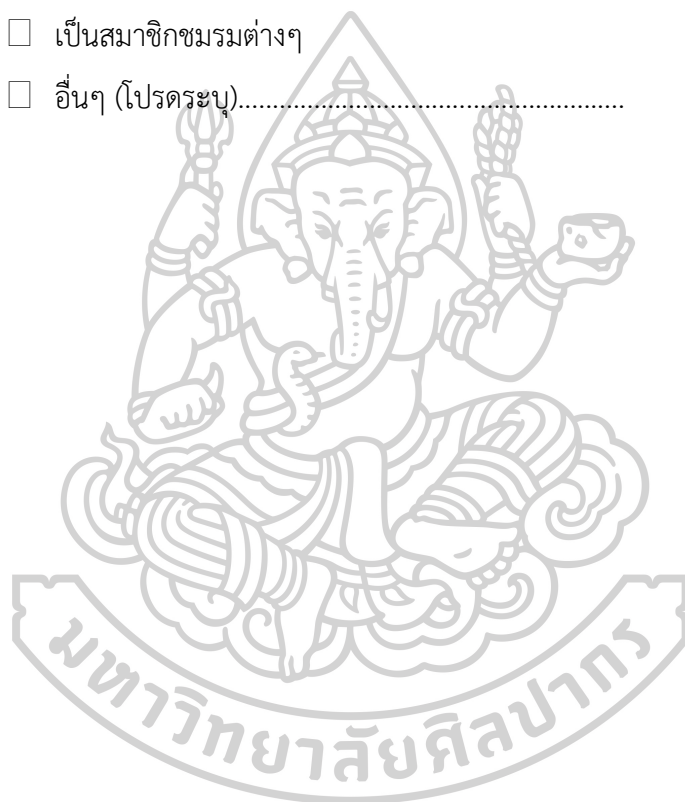 ☐ เป็นสมาชิกชมรมต่างๆ
☐ อื่นๆ (โปรดระบุ)........................................................
มหาวิทยาลัยศิลปากร